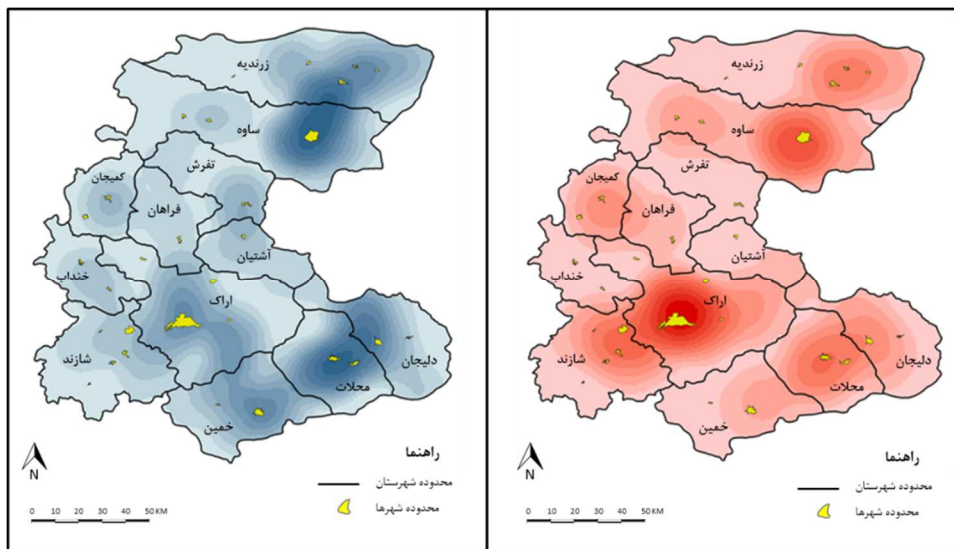 زرندیه
ساوه
تفرش
کمیجان
فراهان
آشتیان
خنداب
اراک
شازند
دلیجان
محلات
خمین
راهنما
محدوده شهرستان
محدوده شهرها
N
0 10 20 30 40 50 KM
زرندیه
ساوه
تفرش
کمیجان
فراهان
آشتیان
خنداب
اراک
شازند
دلیجان
محلات
خمین
راهنما
محدوده شهرستان
محدوده شهرها
N
0 10 20 30 40 50 KM